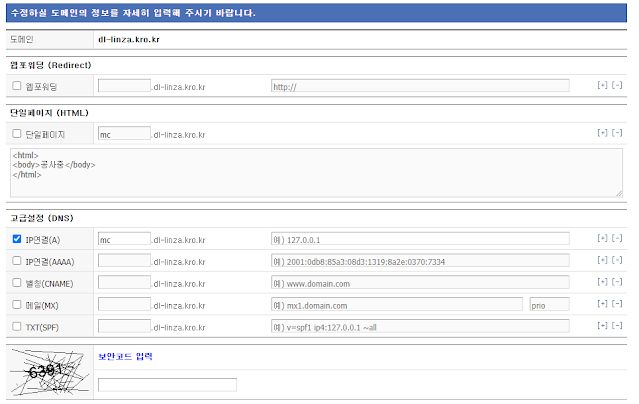 수정하실 도메인의 정보를 자세히 입력해 주시기 바랍니다.
도메인 dl-linza.kro.kr
웹포워딩 (Redirect)
웹포워딩 .dl-linza.kro.kr http:// [+] [-]
단일페이지 (HTML)
단일페이지 mc .dl-linza.kro.kr [+] [-]
<html>
<body>공사중</body>
</html>
고급설정 (DNS)
IP연결(A) mc .dl-linza.kro.kr 예) 127.0.0.1 [+] [-]
IP연결(AAAA) .dl-linza.kro.kr 예) 2001:0db8:85a3:08d3:1319:8a2e:0370:7334 [+] [-]
별칭(CNAME) .dl-linza.kro.kr 예) www.domain.com [+] [-]
메일(MX) .dl-linza.kro.kr 예) mx1.domain.com prio [+] [-]
TXT(SPF) .dl-linza.kro.kr 예) v=spf1 ip4:127.0.0.1 ~all [+] [-]
보안코드 입력
6391